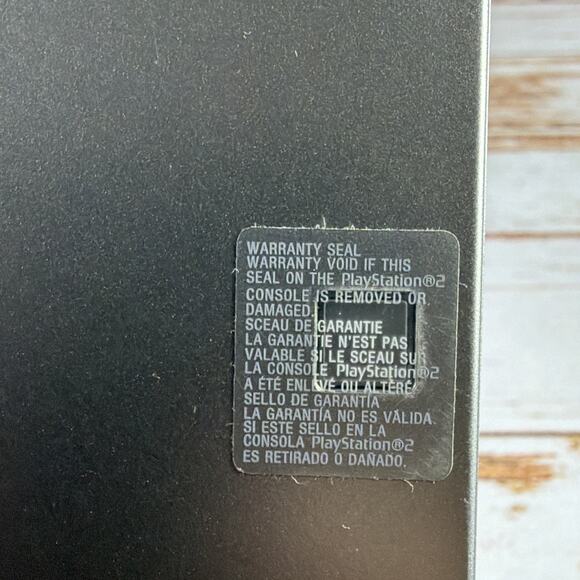 WARRANTY SEAL
WARRANTY VOID IF THIS
SEAL ON THE PlayStation®2
CONSOLE IS REMOVED OR
DAMAGED.
SCEAU DE GARANTIE
LA GARANTIE N'EST PAS
VALABLE SI LE SCEAU SUR
LA CONSOLE PlayStation®2
A ÉTÉ ENLEVÉ OU ALTÉRÉ
SELLO DE GARANTÍA
LA GARANTÍA NO ES VÁLIDA
SI ESTE SELLO EN LA
CONSOLA PlayStation®2
ES RETIRADO O DAÑADO.